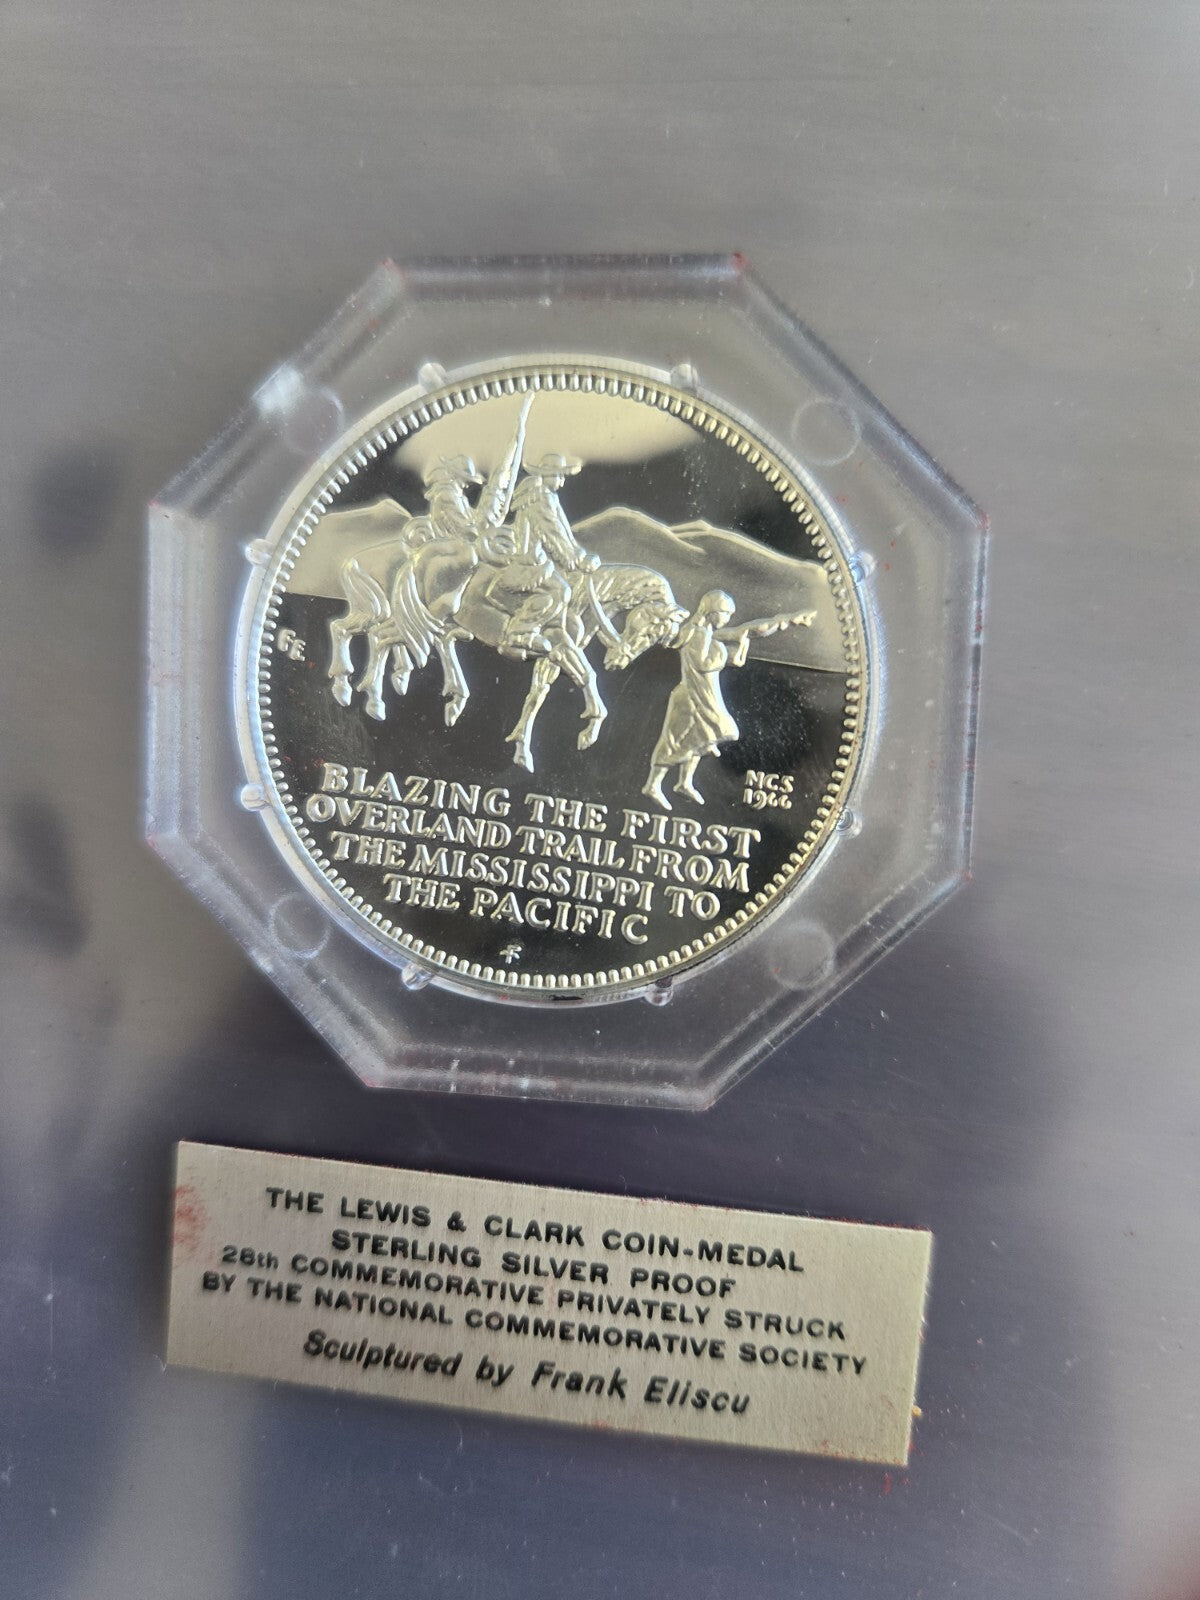 FE
NCS
1966
BLAZING THE FIRST
OVERLAND TRAIL FROM
THE MISSISSIPPI TO
THE PACIFIC
THE LEWIS & CLARK COIN-MEDAL
STERLING SILVER PROOF
28th COMMEMORATIVE PRIVATELY STRUCK
BY THE NATIONAL COMMEMORATIVE SOCIETY
Sculptured by Frank Eliscu